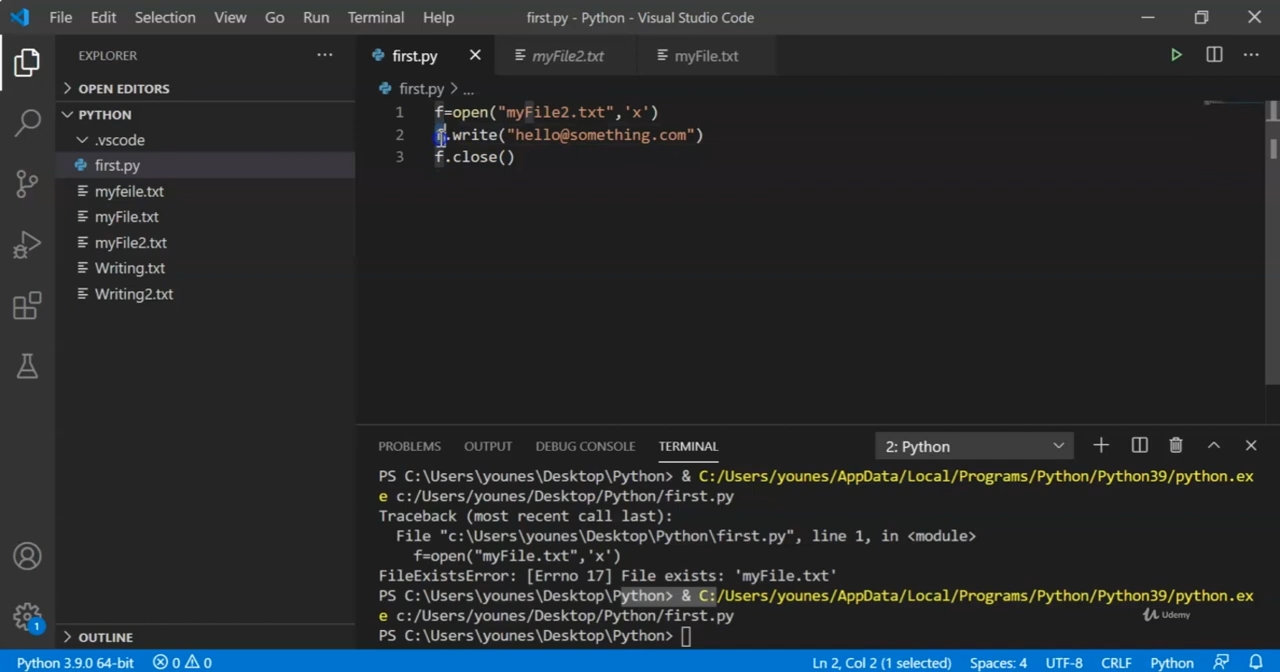 File Edit Selection View Go Run Terminal Help first.py - Python - Visual Studio Code
EXPLORER
OPEN EDITORS
PYTHON
.vscode
first.py
myfeile.txt
myFile.txt
myFile2.txt
Writing.txt
Writing2.txt
OUTLINE
first.py myFile2.txt myFile.txt
first.py > ...
1 f=open("myFile2.txt",'x')
2 f.write("hello@something.com")
3 f.close()
PROBLEMS OUTPUT DEBUG CONSOLE TERMINAL 2: Python
PS C:\Users\younes\Desktop\Python> & C:/Users/younes/AppData/Local/Programs/Python/Python39/python.ex
e c:/Users/younes/Desktop/Python/first.py
Traceback (most recent call last):
File "c:\Users\younes\Desktop\Python\first.py", line 1, in <module>
f=open("myFile.txt",'x')
FileExistsError: [Errno 17] File exists: 'myFile.txt'
PS C:\Users\younes\Desktop\Python> & C:/Users/younes/AppData/Local/Programs/Python/Python39/python.ex
e c:/Users/younes/Desktop/Python/first.py
PS C:\Users\younes\Desktop\Python>
Udemy
1
Python 3.9.0 64-bit 0 0 Ln 2, Col 2 (1 selected) Spaces: 4 UTF-8 CRLF Python